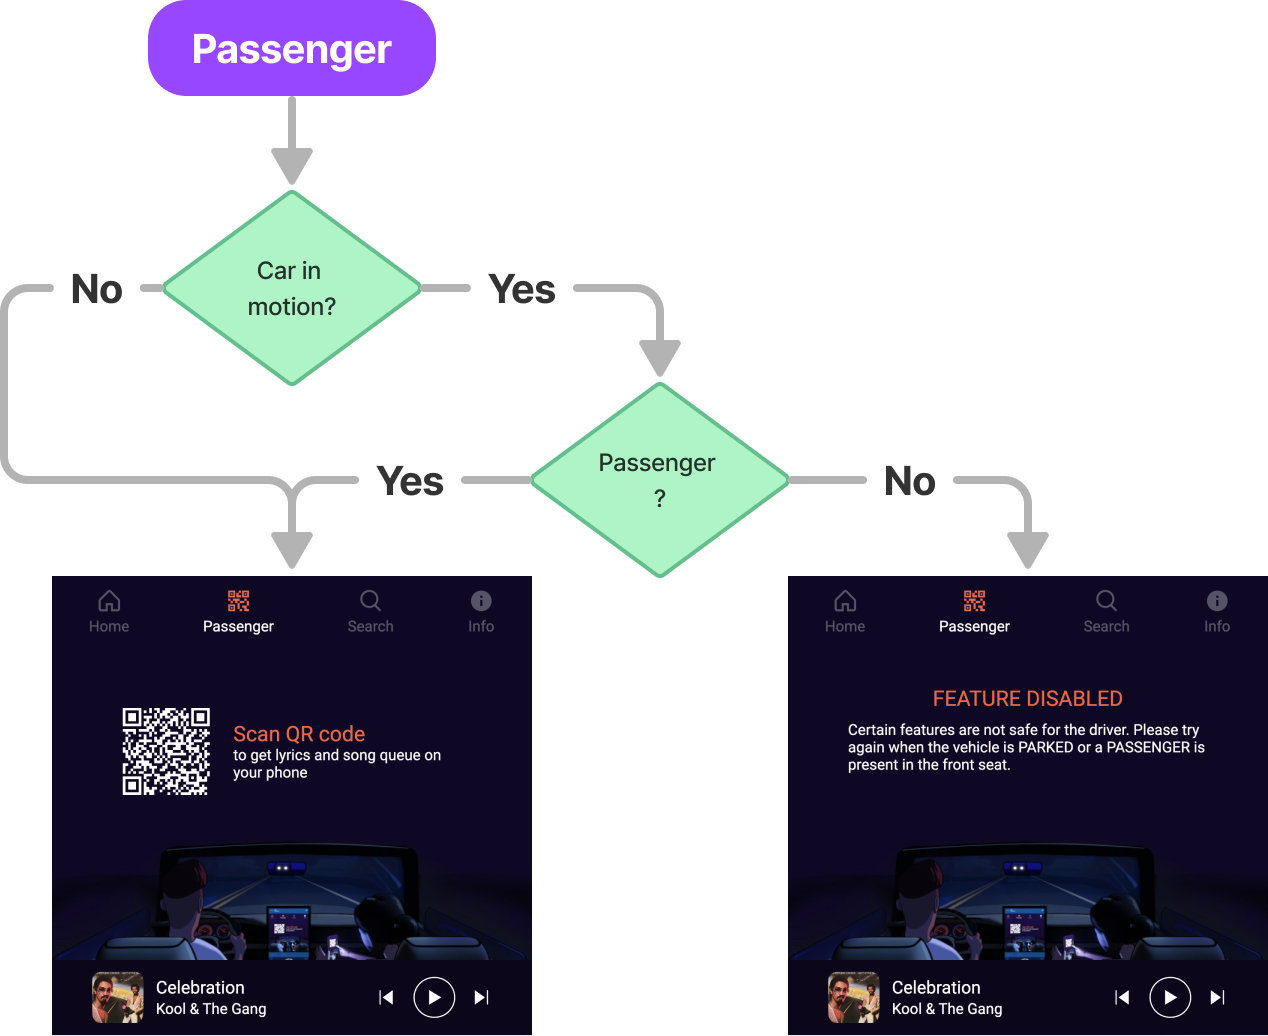 Passenger
Car in
motion?
No
Yes
Passenger
?
Yes
No
Home
Passenger
Search
Info
Scan QR code
to get lyrics and song queue on
your phone
Celebration
Kool & The Gang
Home
Passenger
Search
Info
FEATURE DISABLED
Certain features are not safe for the driver. Please try
again when the vehicle is PARKED or a PASSENGER is
present in the front seat.
Celebration
Kool & The Gang